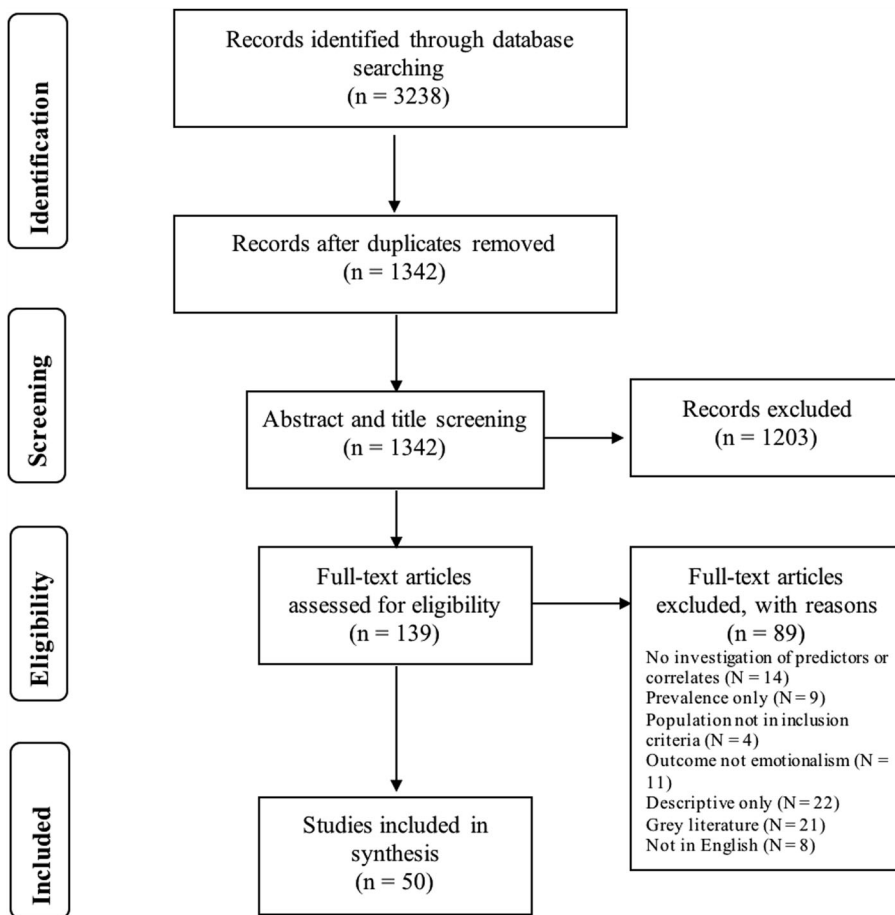 Identification
Records identified through database
searching
(n = 3238)
Records after duplicates removed
(n = 1342)
Screening
Abstract and title screening
(n = 1342)
Records excluded
(n = 1203)
Eligibility
Full-text articles
assessed for eligibility
(n = 139)
Full-text articles
excluded, with reasons
(n = 89)
No investigation of predictors or
correlates (N = 14)
Prevalence only (N = 9)
Population not in inclusion
criteria (N = 4)
Outcome not emotionalism (N =
11)
Descriptive only (N = 22)
Grey literature (N = 21)
Not in English (N = 8)
Included
Studies included in
synthesis
(n = 50)